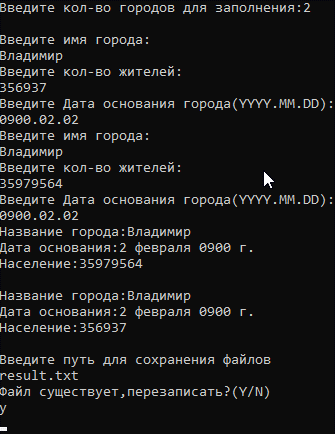 Введите кол-во городов для заполнения:2
Введите имя города:
Владимир
Введите кол-во жителей:
356937
Введите Дата основания города(YYYY.MM.DD):
0900.02.02
Введите имя города:
Владимир
Введите кол-во жителей:
35979564
Введите Дата основания города(YYYY.MM.DD):
0900.02.02
Название города:Владимир
Дата основания:2 февраля 0900 г.
Население:35979564
Название города:Владимир
Дата основания:2 февраля 0900 г.
Население:356937
Введите путь для сохранения файлов
result.txt
Файл существует,перезаписать?(Y/N)
y